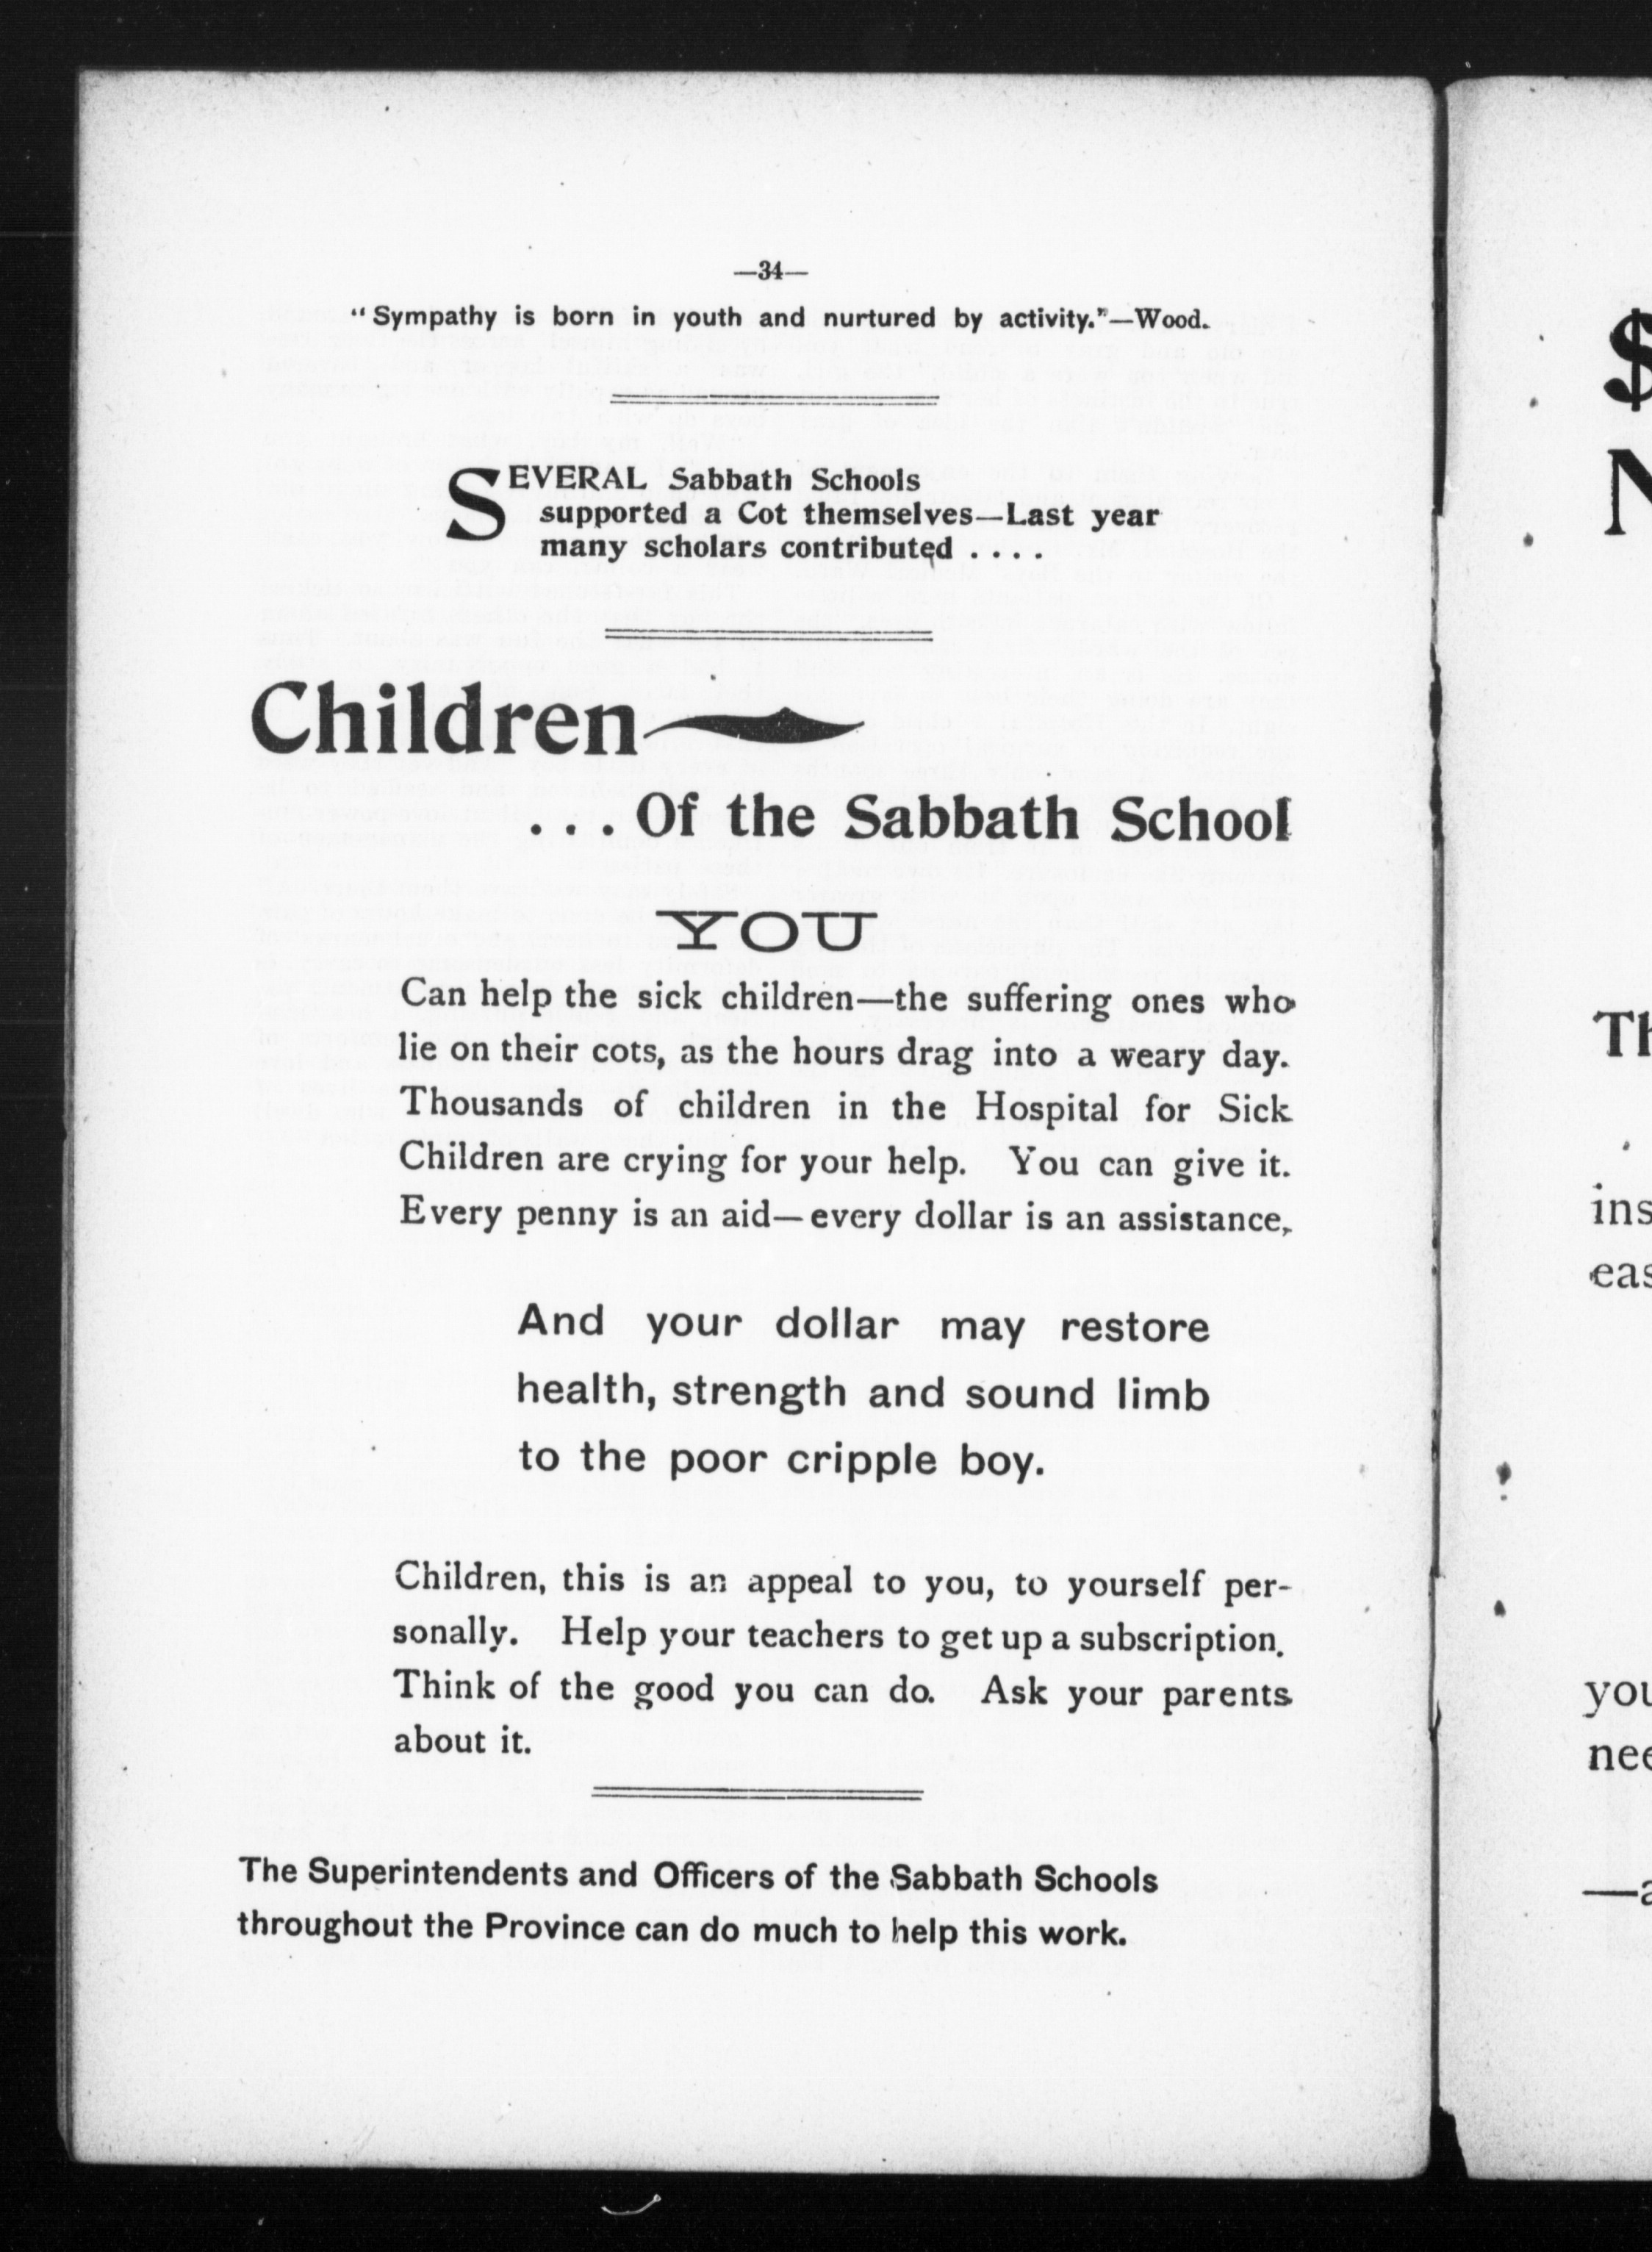 —34—
“Sympathy is born in youth and nurtured by activity.”—Wood.
SEVERAL Sabbath Schools
supported a Cot themselves—Last year
many scholars contributed . . . .
Children
. . . Of the Sabbath School
YOU
Can help the sick children—the suffering ones who
lie on their cots, as the hours drag into a weary day.
Thousands of children in the Hospital for Sick
Children are crying for your help. You can give it.
Every penny is an aid—every dollar is an assistance,
And your dollar may restore
health, strength and sound limb
to the poor cripple boy.
Children, this is an appeal to you, to yourself per-
sonally. Help your teachers to get up a subscription.
Think of the good you can do. Ask your parents
about it.
The Superintendents and Officers of the Sabbath Schools
throughout the Province can do much to help this work.
$
N
Th
ins
eas
you
nee
—a